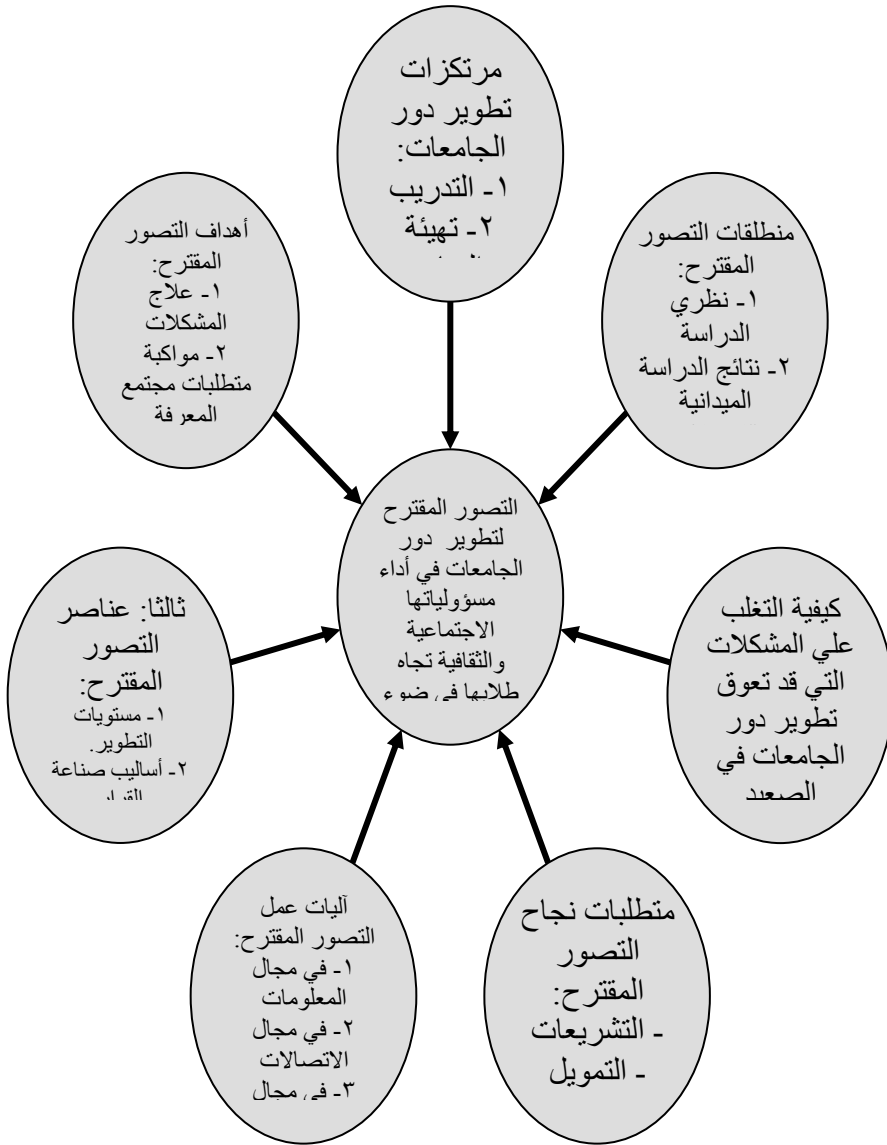 مرتكزات
تطوير دور
الجامعات:
١- التدريب
٢- تهيئة
منطلقات التصور
المقترح:
١- نظري
الدراسة
٢- نتائج الدراسة
الميدانية
أهداف التصور
المقترح:
١- علاج
المشكلات
٢- مواكبة
متطلبات مجتمع
المعرفة
التصور المقترح
لتطوير دور
الجامعات في أداء
مسؤولياتها
الاجتماعية
والثقافية تجاه
طلابها في ضوء
كيفية التغلب
علي المشكلات
التي قد تعوق
تطوير دور
الجامعات في
الصعيد
ثالثا: عناصر
التصور
المقترح:
١- مستويات
التطوير.
٢- أساليب صناعة
القرار
متطلبات نجاح
التصور
المقترح:
- التشريعات
- التمويل
آليات عمل
التصور المقترح:
١- في مجال
المعلومات
٢- في مجال
الاتصالات
٣- في مجال